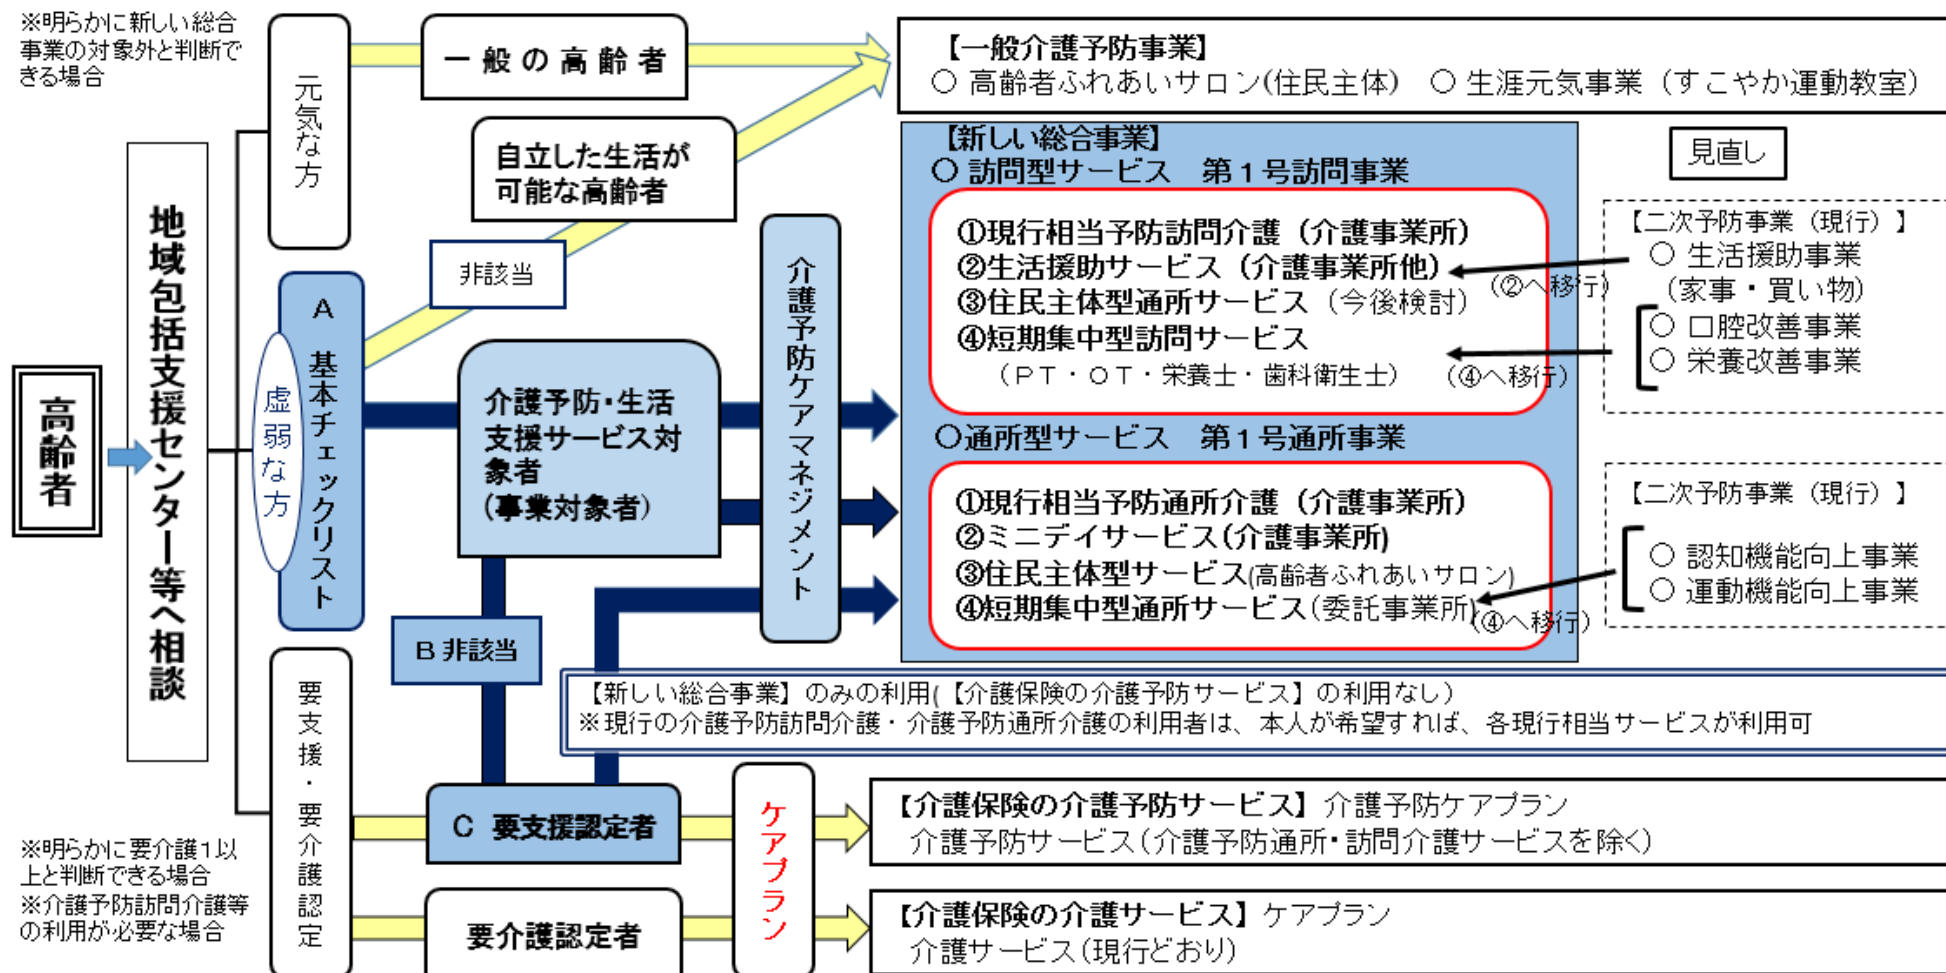 ※明らかに新しい総合
事業の対象外と判断で
きる場合
高齢者
地域包括支援センター等へ相談
元気な方
一般の高齢者
自立した生活が
可能な高齢者
非該当
A 基本チェックリスト
虚弱な方
介護予防・生活
支援サービス対
象者
(事業対象者)
B 非該当
介護予防ケアマネジメント
要支援・要介護認定
C 要支援認定者
要介護認定者
ケアプラン
※明らかに要介護1以
上と判断できる場合
※介護予防訪問介護等
の利用が必要な場合
【一般介護予防事業】
○ 高齢者ふれあいサロン(住民主体) ○ 生涯元気事業(すこやか運動教室)
【新しい総合事業】
○ 訪問型サービス 第1号訪問事業
①現行相当予防訪問介護(介護事業所)
②生活援助サービス(介護事業所他)
③住民主体型通所サービス(今後検討)
④短期集中型訪問サービス
(PT・OT・栄養士・歯科衛生士)
○通所型サービス 第1号通所事業
①現行相当予防通所介護(介護事業所)
②ミニデイサービス(介護事業所)
③住民主体型サービス(高齢者ふれあいサロン)
④短期集中型通所サービス(委託事業所)
見直し
【二次予防事業(現行)】
○ 生活援助事業
(家事・買い物)
○ 口腔改善事業
○ 栄養改善事業
(②へ移行)
(④へ移行)
【二次予防事業(現行)】
○ 認知機能向上事業
○ 運動機能向上事業
(④へ移行)
【新しい総合事業】のみの利用(【介護保険の介護予防サービス】の利用なし)
※現行の介護予防訪問介護・介護予防通所介護の利用者は、本人が希望すれば、各現行相当サービスが利用可
【介護保険の介護予防サービス】介護予防ケアプラン
介護予防サービス(介護予防通所・訪問介護サービスを除く)
【介護保険の介護サービス】ケアプラン
介護サービス(現行どおり)